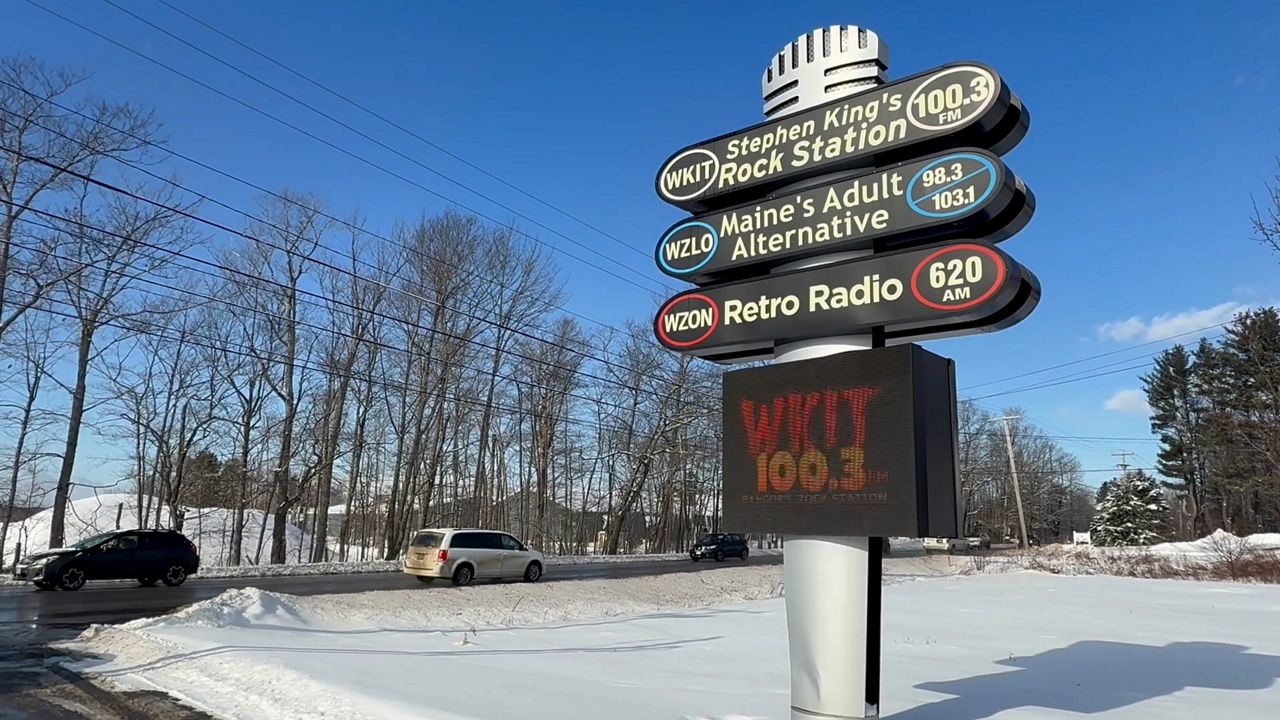 WKIT Stephen King's 100.3
Rock Station FM
WZLO Maine's Adult 98.3
Alternative 103.1
WZON Retro Radio 620
AM
WKIT
100.3 FM
BANGOR'S ROCK STATION